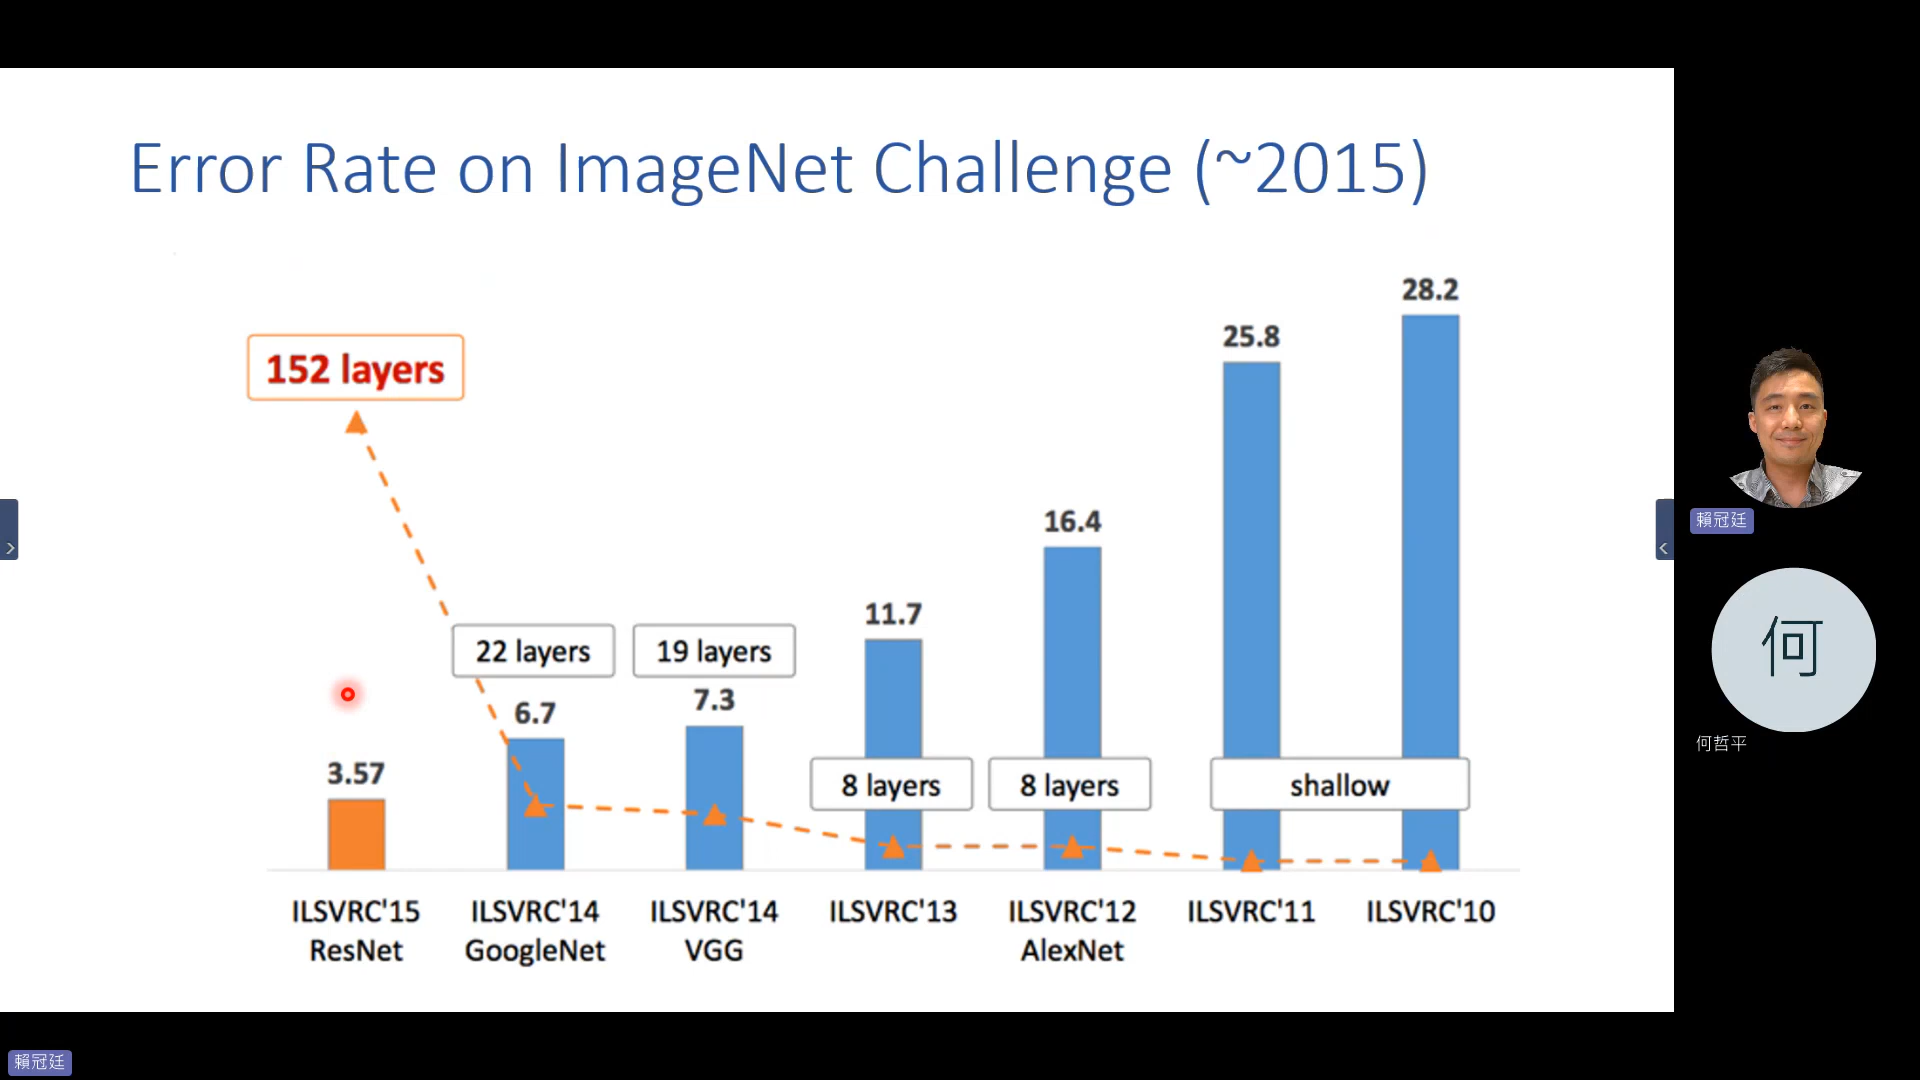 Error Rate on ImageNet Challenge (~2015)
28.2
25.8
152 layers
16.4
11.7
22 layers
19 layers
6.7
7.3
3.57
8 layers
8 layers
shallow
ILSVRC'15
ResNet
ILSVRC'14
GoogleNet
ILSVRC'14
VGG
ILSVRC'13
ILSVRC'12
AlexNet
ILSVRC'11
ILSVRC'10
賴冠廷
何
何哲平
賴冠廷